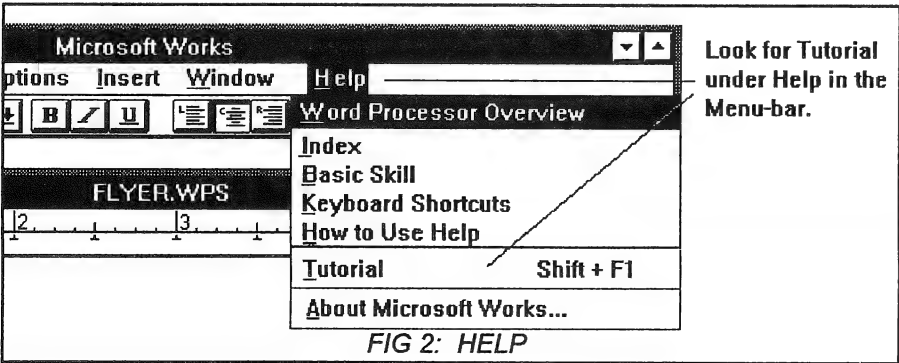 Microsoft Works
ptions Insert Window Help
B I U L C R
Word Processor Overview
Index
Basic Skill
Keyboard Shortcuts
How to Use Help
Tutorial Shift + F1
About Microsoft Works...
FLYER.WPS
2 3
Look for Tutorial
under Help in the
Menu-bar.
FIG 2: HELP